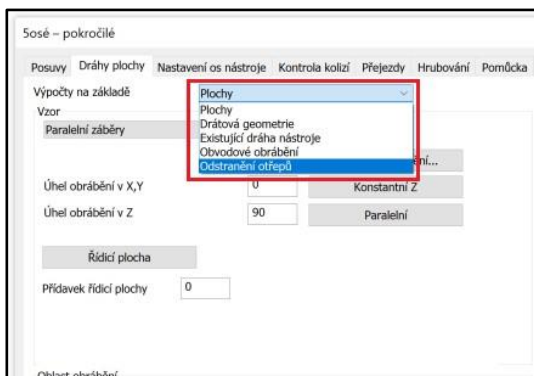 5osé – pokročilé
Posuvy Dráhy plochy Nastavení os nástroje Kontrola kolizí Přejezdy Hrubování Pomůcka
Výpočty na základě Plochy
Vzor Plochy
Paralelní záběry Drátová geometrie
Existující dráha nástroje
Obvodové obrábění
Odstranění otřepů
Úhel obrábění v X,Y 0 Konstantní Z
Úhel obrábění v Z 90 Paralelní
Řídicí plocha
Přídavek řídicí plochy 0
Oblast obrábění